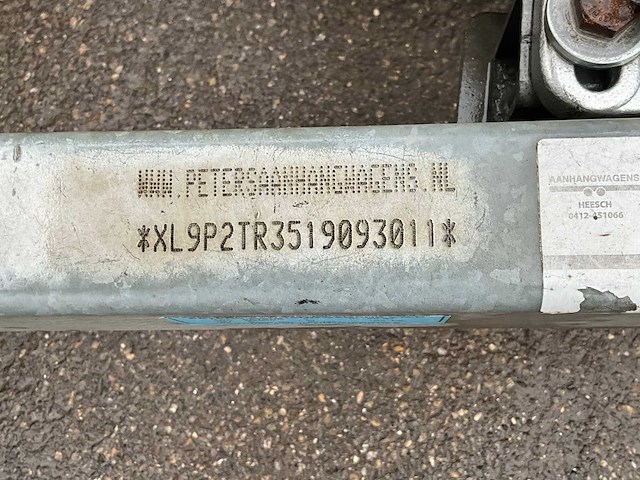 WWW.PETERSAANHANGWAGENS.NL
*XL9P2TR3519093011*
AANHANGWAGENS
HEESCH
0412-451066